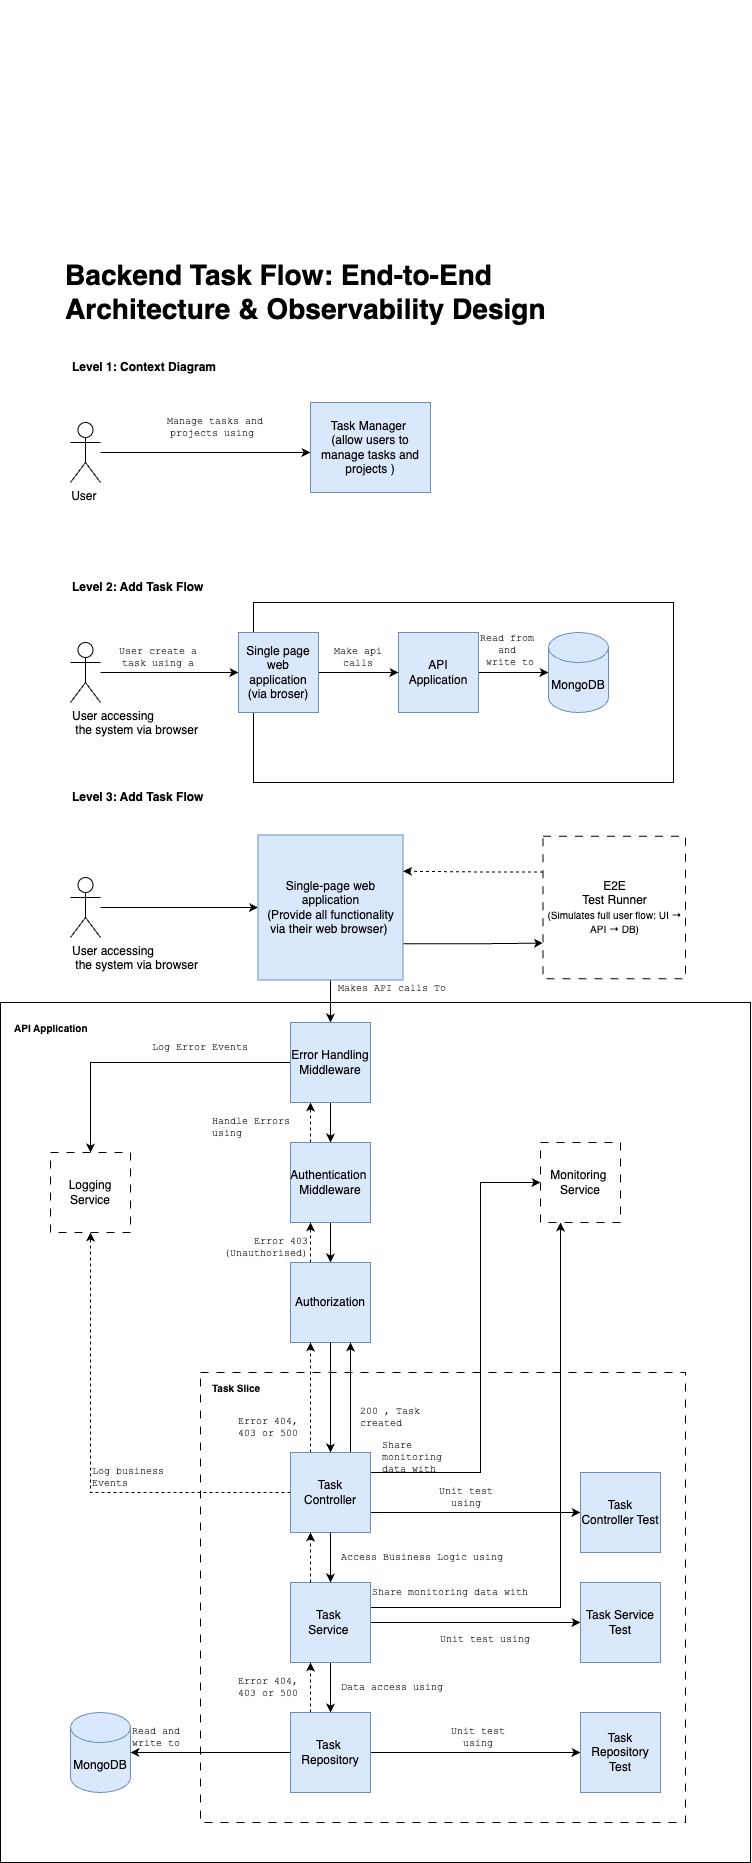 Backend Task Flow: End-to-End
Architecture & Observability Design
Level 1: Context Diagram
Manage tasks and
projects using
Task Manager
(allow users to
manage tasks and
projects )
User
Level 2: Add Task Flow
User create a
task using a
Single page
web
application
(via broser)
Make api
calls
API
Application
Read from
and
write to
MongoDB
User accessing
the system via browser
Level 3: Add Task Flow
Single-page web
application
(Provide all functionality
via their web browser)
E2E
Test Runner
(Simulates full user flow: UI →
API → DB)
User accessing
the system via browser
Makes API calls To
API Application
Log Error Events
Error Handling
Middleware
Handle Errors
using
Logging
Service
Authentication
Middleware
Monitoring
Service
Error 403
(Unauthorised)
Authorization
Task Slice
Error 404,
403 or 500
200 , Task
created
Share
monitoring
data with
Log business
Events
Task
Controller
Unit test
using
Task
Controller Test
Access Business Logic using
Share monitoring data with
Task
Service
Task Service
Test
Unit test using
Error 404,
403 or 500
Data access using
MongoDB
Read and
write to
Task
Repository
Unit test
using
Task
Repository
Test